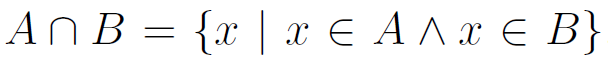 A ∩ B = {x | x ∈ A ∧ x ∈ B}